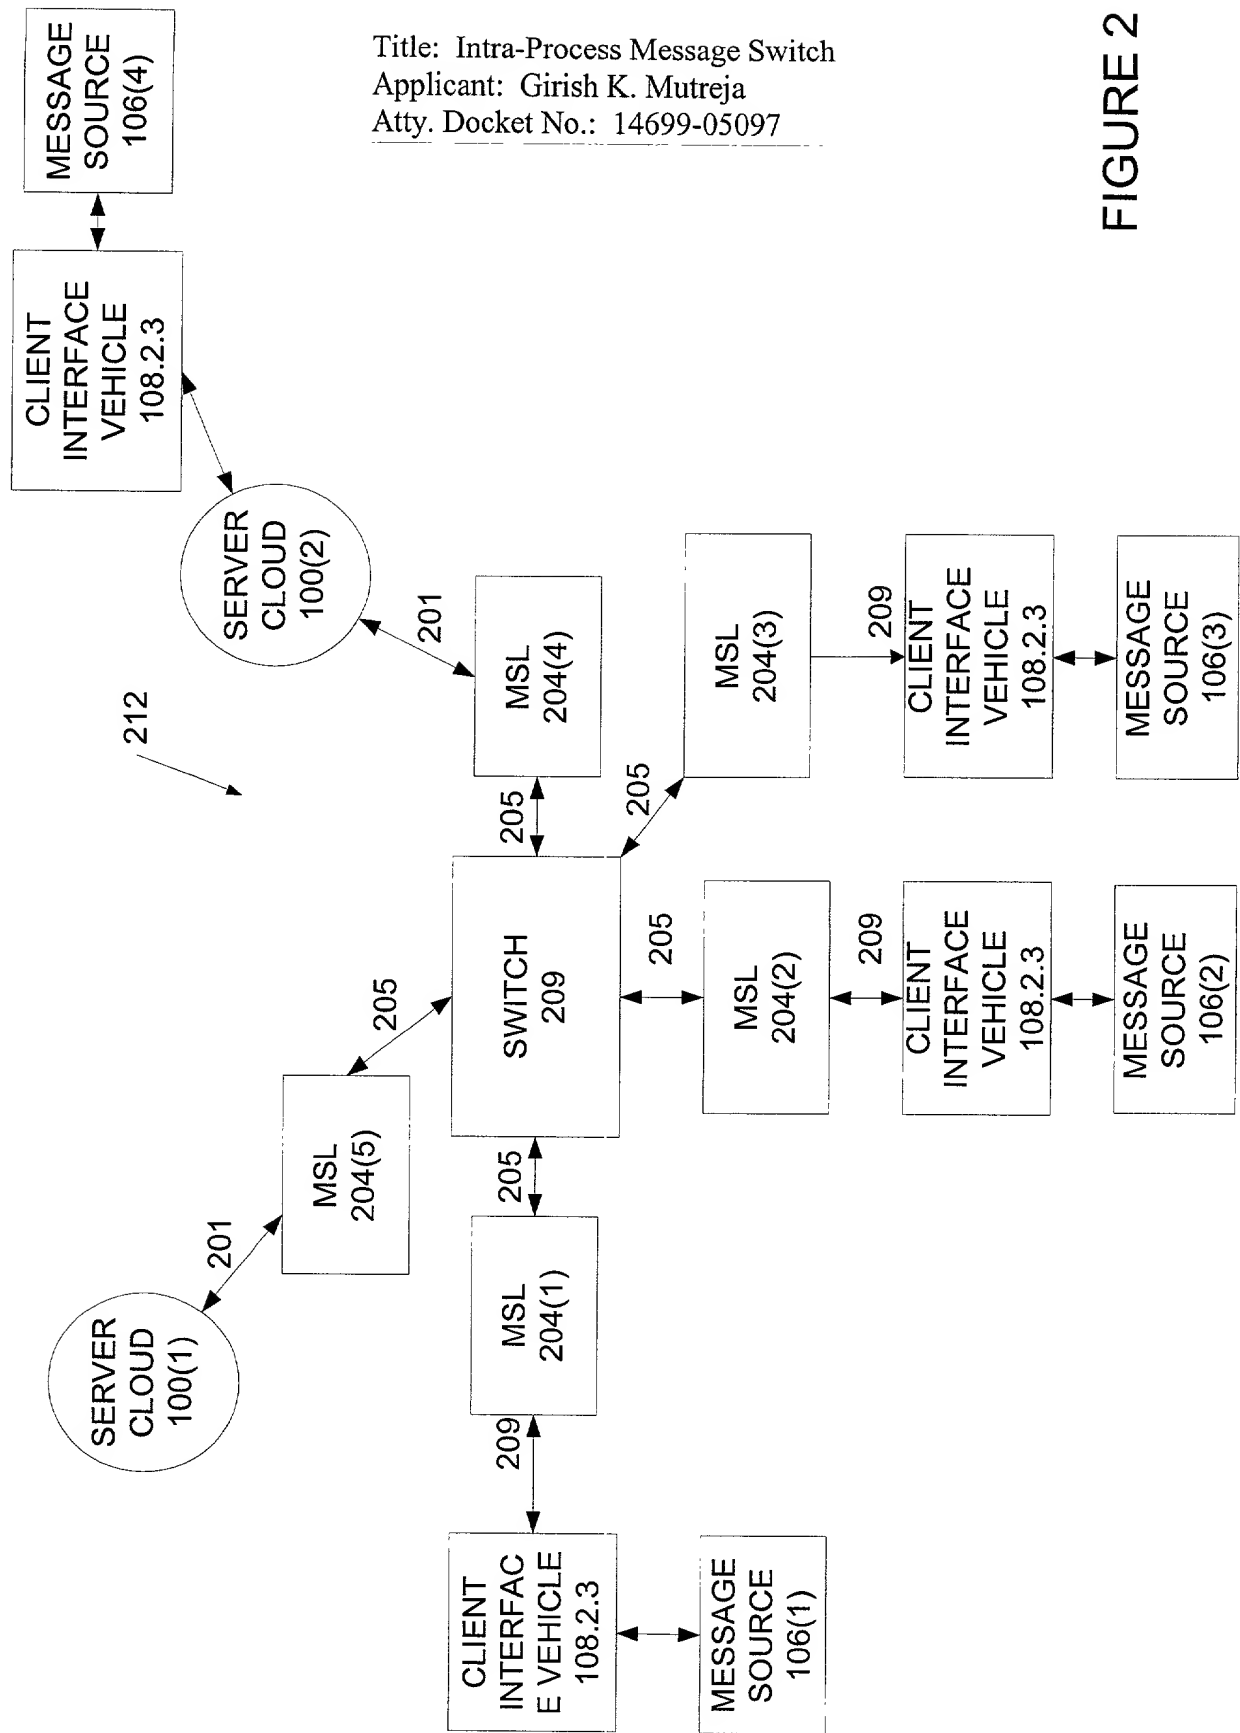 Title: Intra-Process Message Switch
Applicant: Girish K. Mutreja
Atty. Docket No.: 14699-05097
SERVER
CLOUD
100(1)
201
MSL
204(5)
205
212
SERVER
CLOUD
100(2)
201
CLIENT
INTERFACE
VEHICLE
108.2.3
MESSAGE
SOURCE
106(4)
CLIENT
INTERFAC
E VEHICLE
108.2.3
209
MSL
204(1)
205
SWITCH
209
205
MSL
204(4)
MESSAGE
SOURCE
106(1)
205
MSL
204(2)
209
CLIENT
INTERFACE
VEHICLE
108.2.3
MESSAGE
SOURCE
106(2)
205
MSL
204(3)
209
CLIENT
INTERFACE
VEHICLE
108.2.3
MESSAGE
SOURCE
106(3)
FIGURE 2